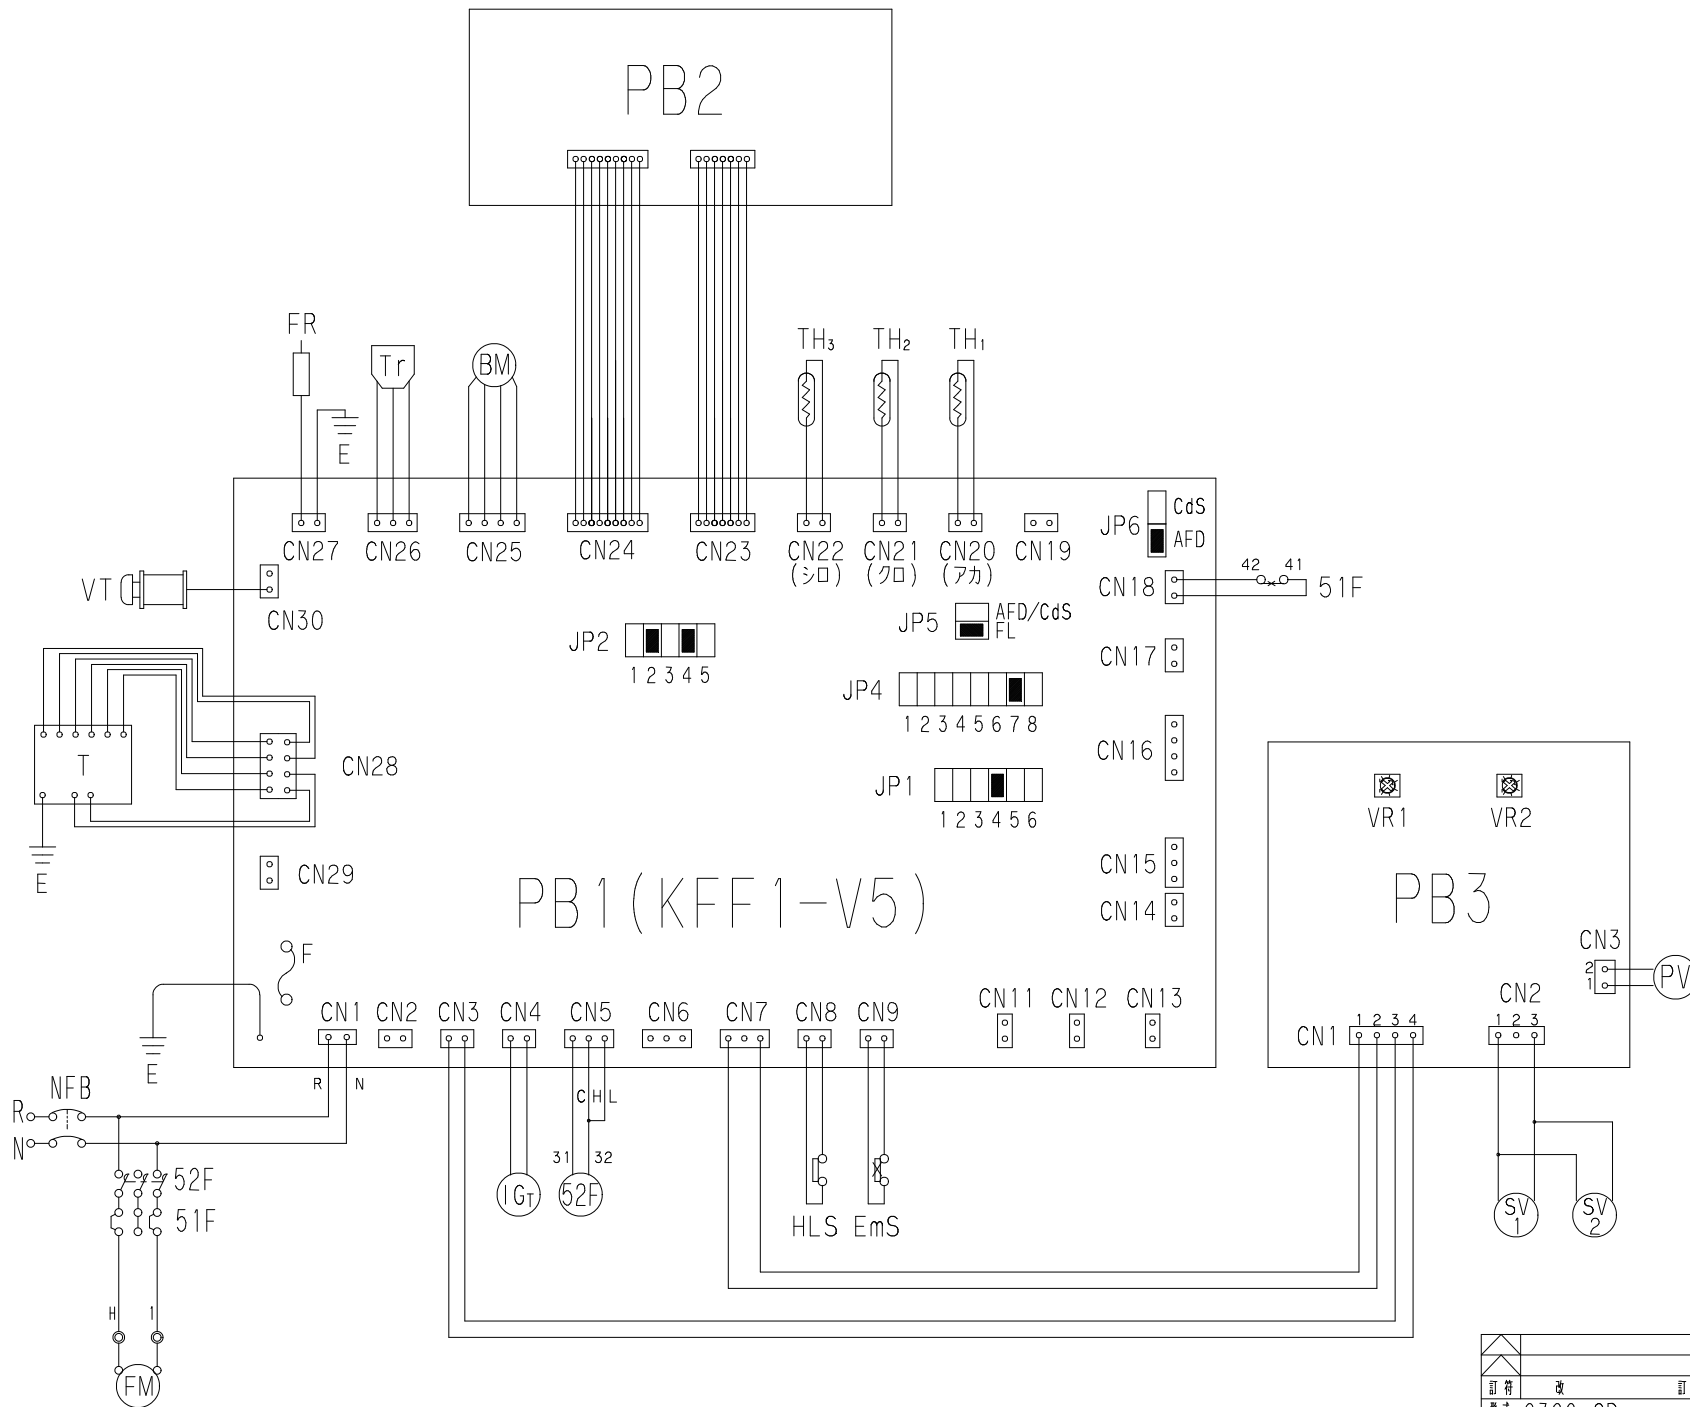 PB2
FR
Tr
BM
TH₃
TH₂
TH₁
E
CN27
CN26
CN25
CN24
CN23
CN22
(シロ)
CN21
(クロ)
CN20
(アカ)
CN19
JP6
CdS
AFD
VT
CN30
CN18
42 41
51F
JP2
1 2 3 4 5
JP5
AFD/CdS
FL
CN17
JP4
1 2 3 4 5 6 7 8
T
CN28
CN16
JP1
1 2 3 4 5 6
VR1
VR2
E
CN29
CN15
CN14
PB1(KFF1-V5)
PB3
F
CN3
2
1
PV
E
CN1
CN2
CN3
CN4
CN5
CN6
CN7
CN8
CN9
CN11
CN12
CN13
CN1
1 2 3 4
CN2
1 2 3
R N
NFB
R
N
C H L
52F
51F
31 32
IGT
52F
HLS
EmS
SV
1
SV
2
H 1
FM
訂符 改 訂